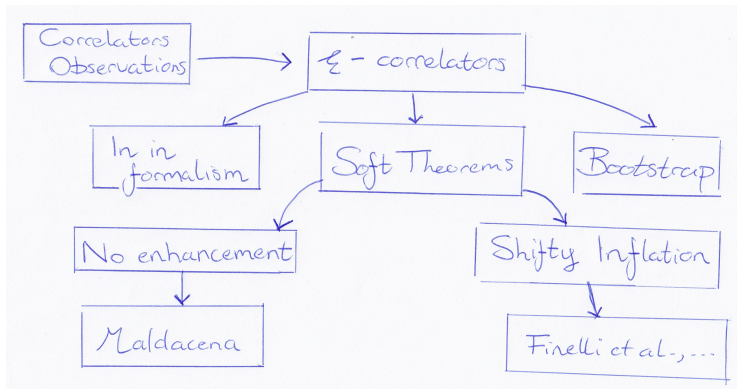 Correlators
Observations
ξ - correlators
In in
formalism
Soft Theorems
Bootstrap
No enhancement
Shifty Inflation
Maldacena
Finelli et al., ...